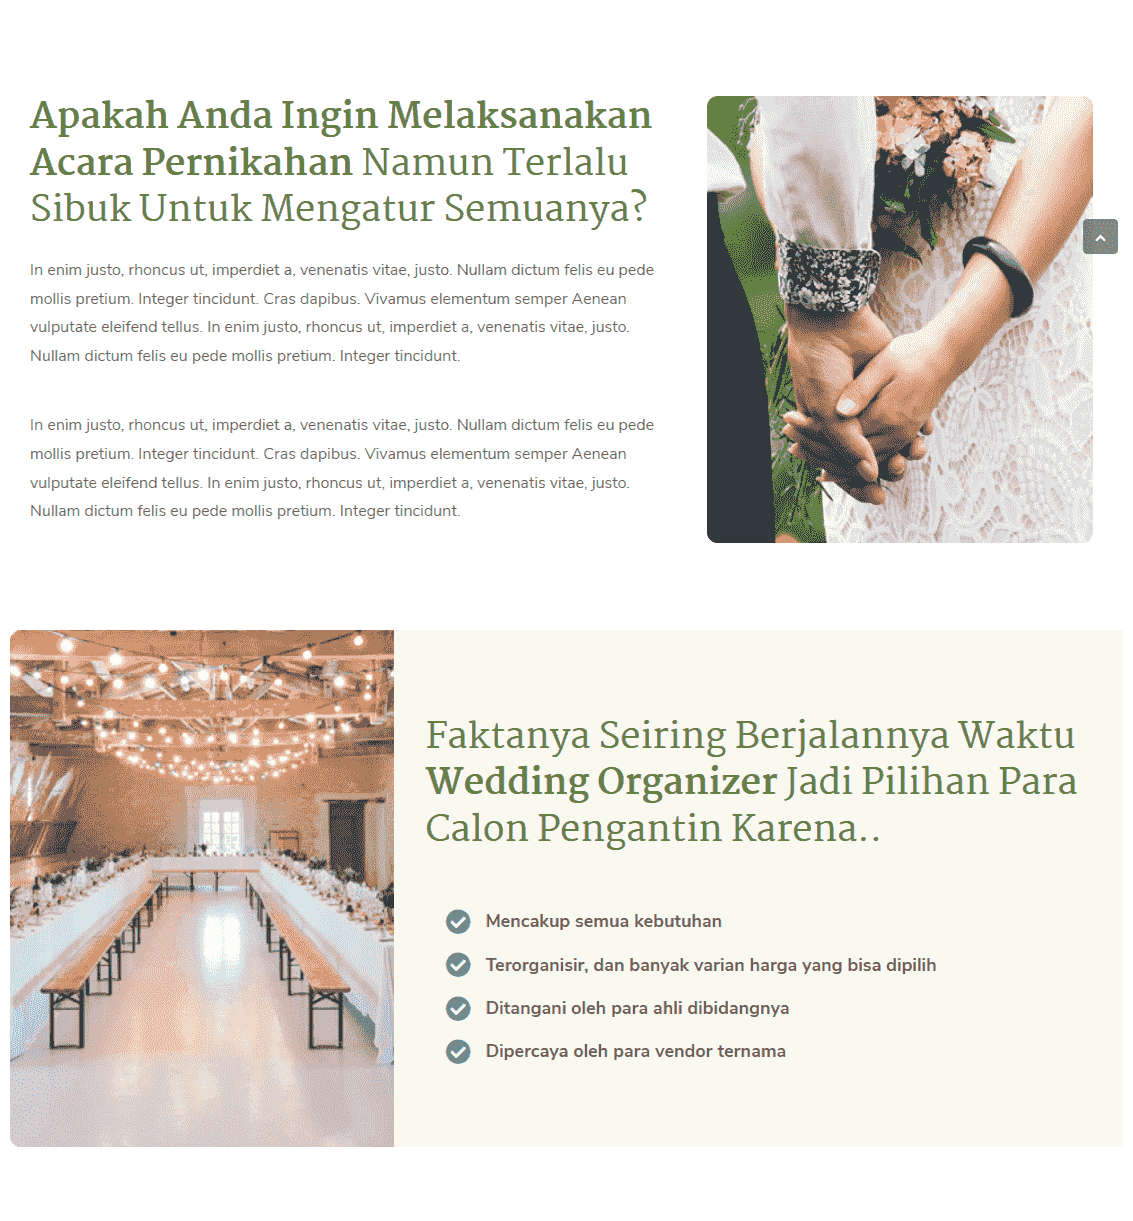 Apakah Anda Ingin Melaksanakan
Acara Pernikahan Namun Terlalu
Sibuk Untuk Mengatur Semuanya?
In enim justo, rhoncus ut, imperdiet a, venenatis vitae, justo. Nullam dictum felis eu pede
mollis pretium. Integer tincidunt. Cras dapibus. Vivamus elementum semper Aenean
vulputate eleifend tellus. In enim justo, rhoncus ut, imperdiet a, venenatis vitae, justo.
Nullam dictum felis eu pede mollis pretium. Integer tincidunt.
In enim justo, rhoncus ut, imperdiet a, venenatis vitae, justo. Nullam dictum felis eu pede
mollis pretium. Integer tincidunt. Cras dapibus. Vivamus elementum semper Aenean
vulputate eleifend tellus. In enim justo, rhoncus ut, imperdiet a, venenatis vitae, justo.
Nullam dictum felis eu pede mollis pretium. Integer tincidunt.
Faktanya Seiring Berjalannya Waktu
Wedding Organizer Jadi Pilihan Para
Calon Pengantin Karena..
Mencakup semua kebutuhan
Terorganisir, dan banyak varian harga yang bisa dipilih
Ditangani oleh para ahli dibidangnya
Dipercaya oleh para vendor ternama